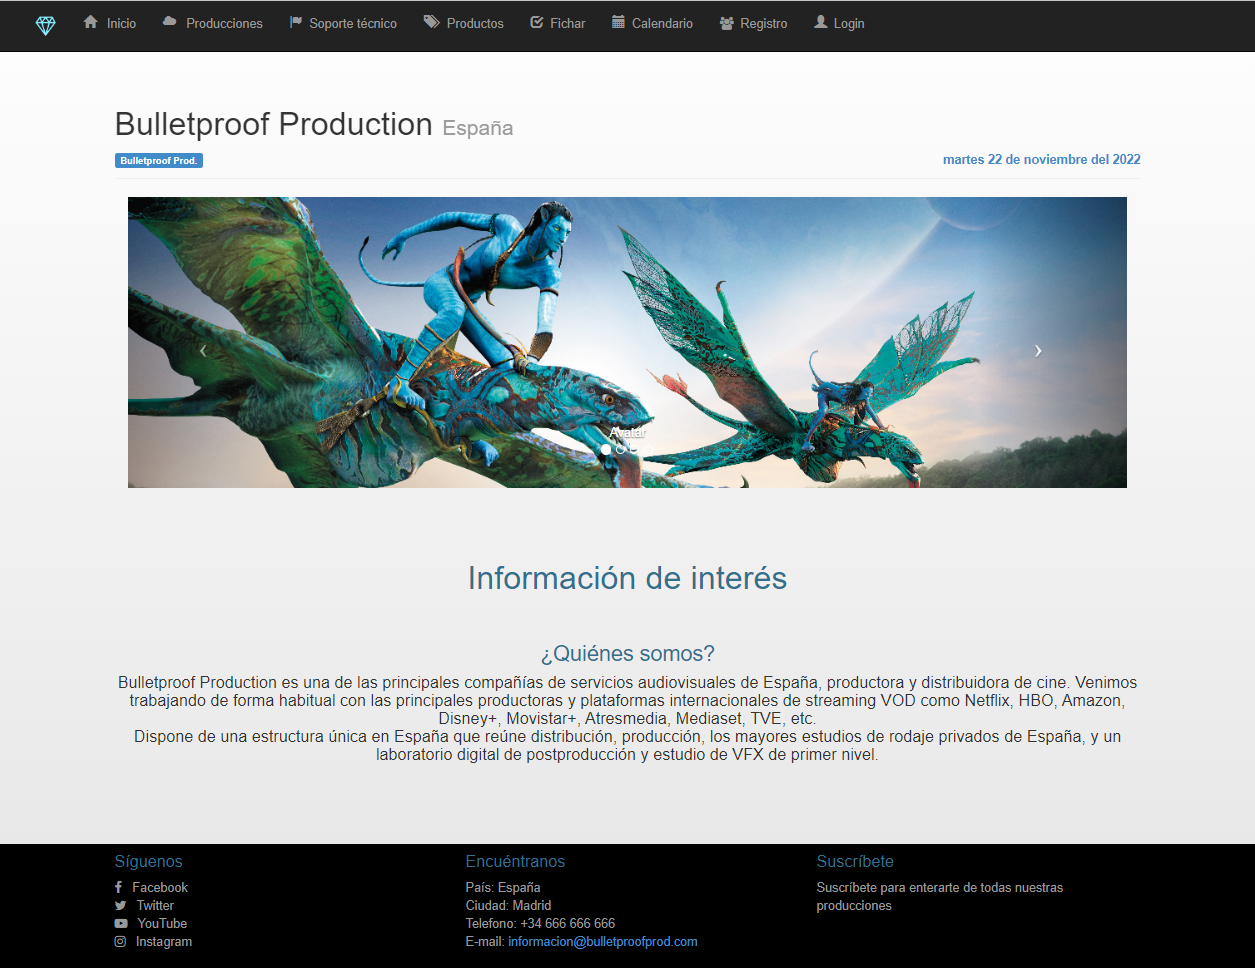 Inicio Producciones Soporte técnico Productos Fichar Calendario Registro Login
Bulletproof Production España
Bulletproof Prod.
martes 22 de noviembre del 2022
Avatar
Información de interés
¿Quiénes somos?
Bulletproof Production es una de las principales compañías de servicios audiovisuales de España, productora y distribuidora de cine. Venimos
trabajando de forma habitual con las principales productoras y plataformas internacionales de streaming VOD como Netflix, HBO, Amazon,
Disney+, Movistar+, Atresmedia, Mediaset, TVE, etc.
Dispone de una estructura única en España que reúne distribución, producción, los mayores estudios de rodaje privados de España, y un
laboratorio digital de postproducción y estudio de VFX de primer nivel.
Síguenos
Facebook
Twitter
YouTube
Instagram
Encuéntranos
País: España
Ciudad: Madrid
Telefono: +34 666 666 666
E-mail: informacion@bulletproofprod.com
Suscríbete
Suscríbete para enterarte de todas nuestras
producciones